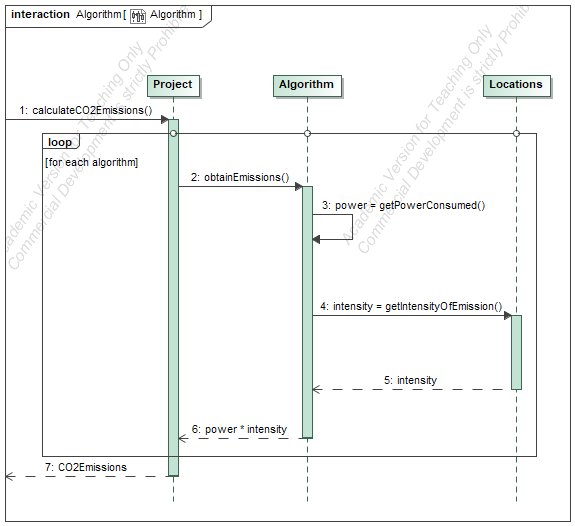 interaction Algorithm[ Algorithm ]
Project
Algorithm
Locations
1: calculateCO2Emissions()
loop
[for each algorithm]
2: obtainEmissions()
3: power = getPowerConsumed()
4: intensity = getIntensityOfEmission()
5: intensity
6: power * intensity
7: CO2Emissions
Academic Version for Teaching Only
Commercial Development is strictly Prohibi
Academic Version for Teaching Only
Commercial Development is strictly Prohib